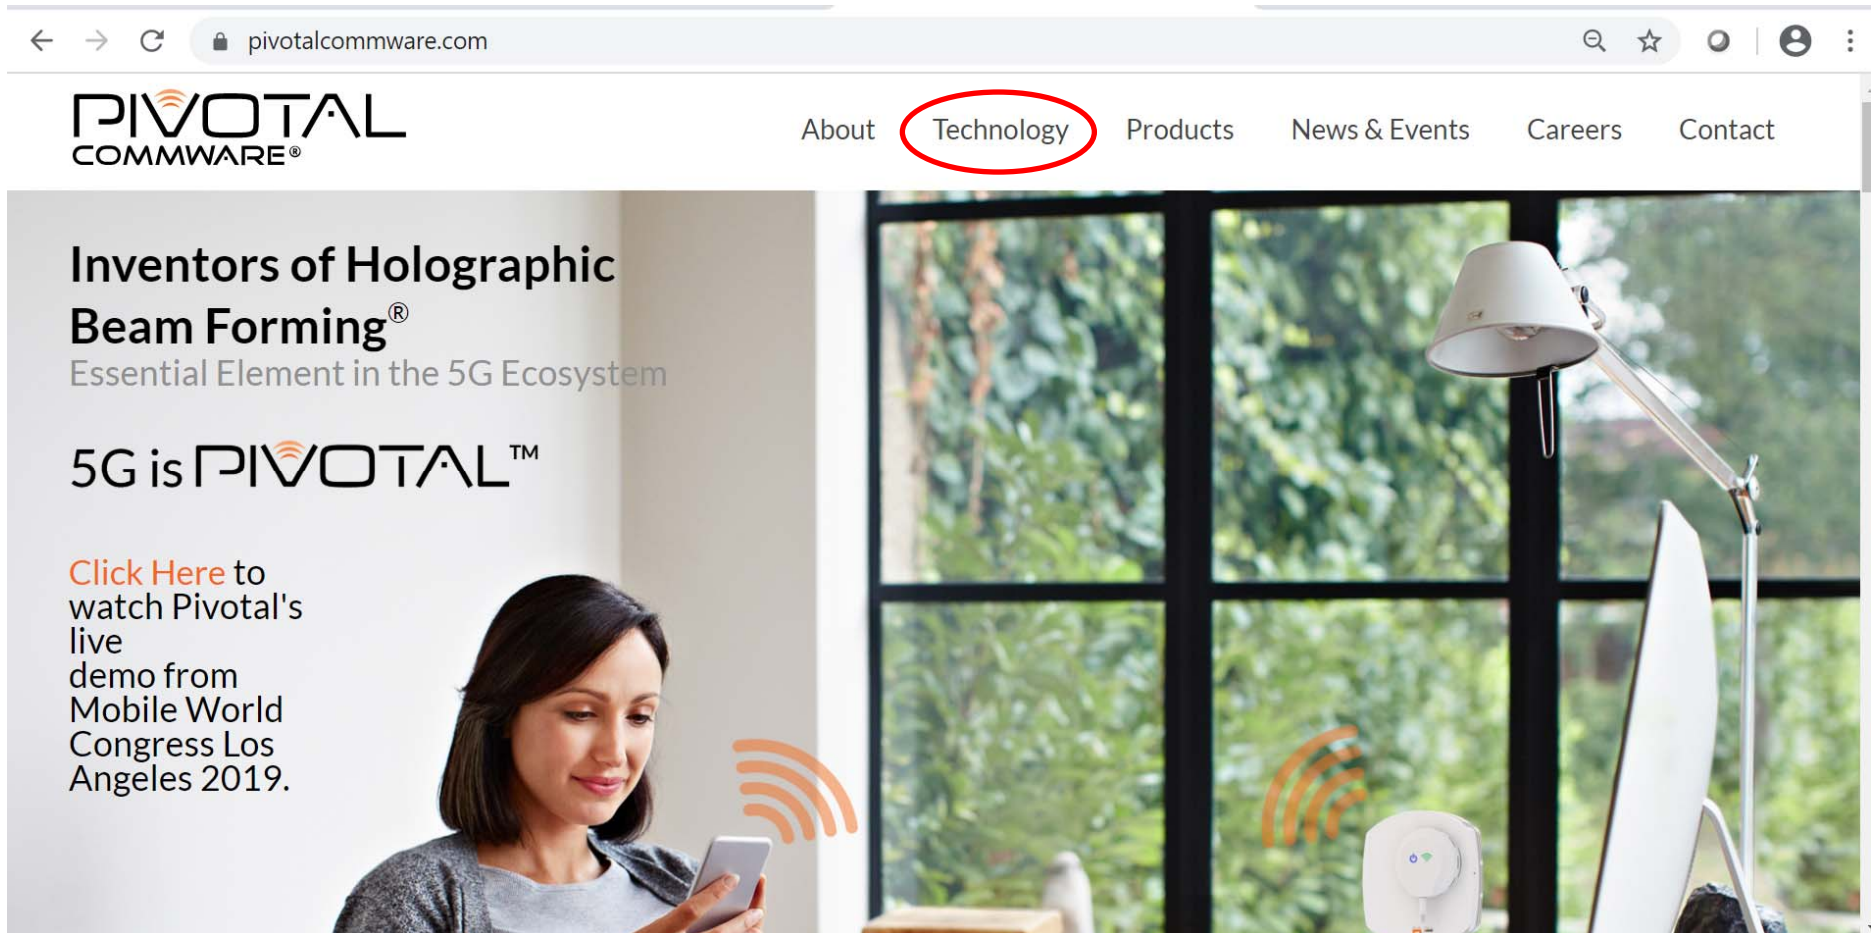 pivotalcommware.com
PIVOTAL
COMMWARE®
About Technology Products News & Events Careers Contact
Inventors of Holographic
Beam Forming®
Essential Element in the 5G Ecosystem
5G is PIVOTAL™
Click Here to
watch Pivotal's
live
demo from
Mobile World
Congress Los
Angeles 2019.